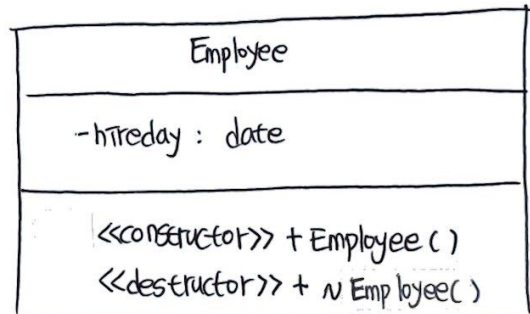 Employee
-hireday : date
<<constructor>> + Employee ( )
<<destructor>> + ~ Employee( )